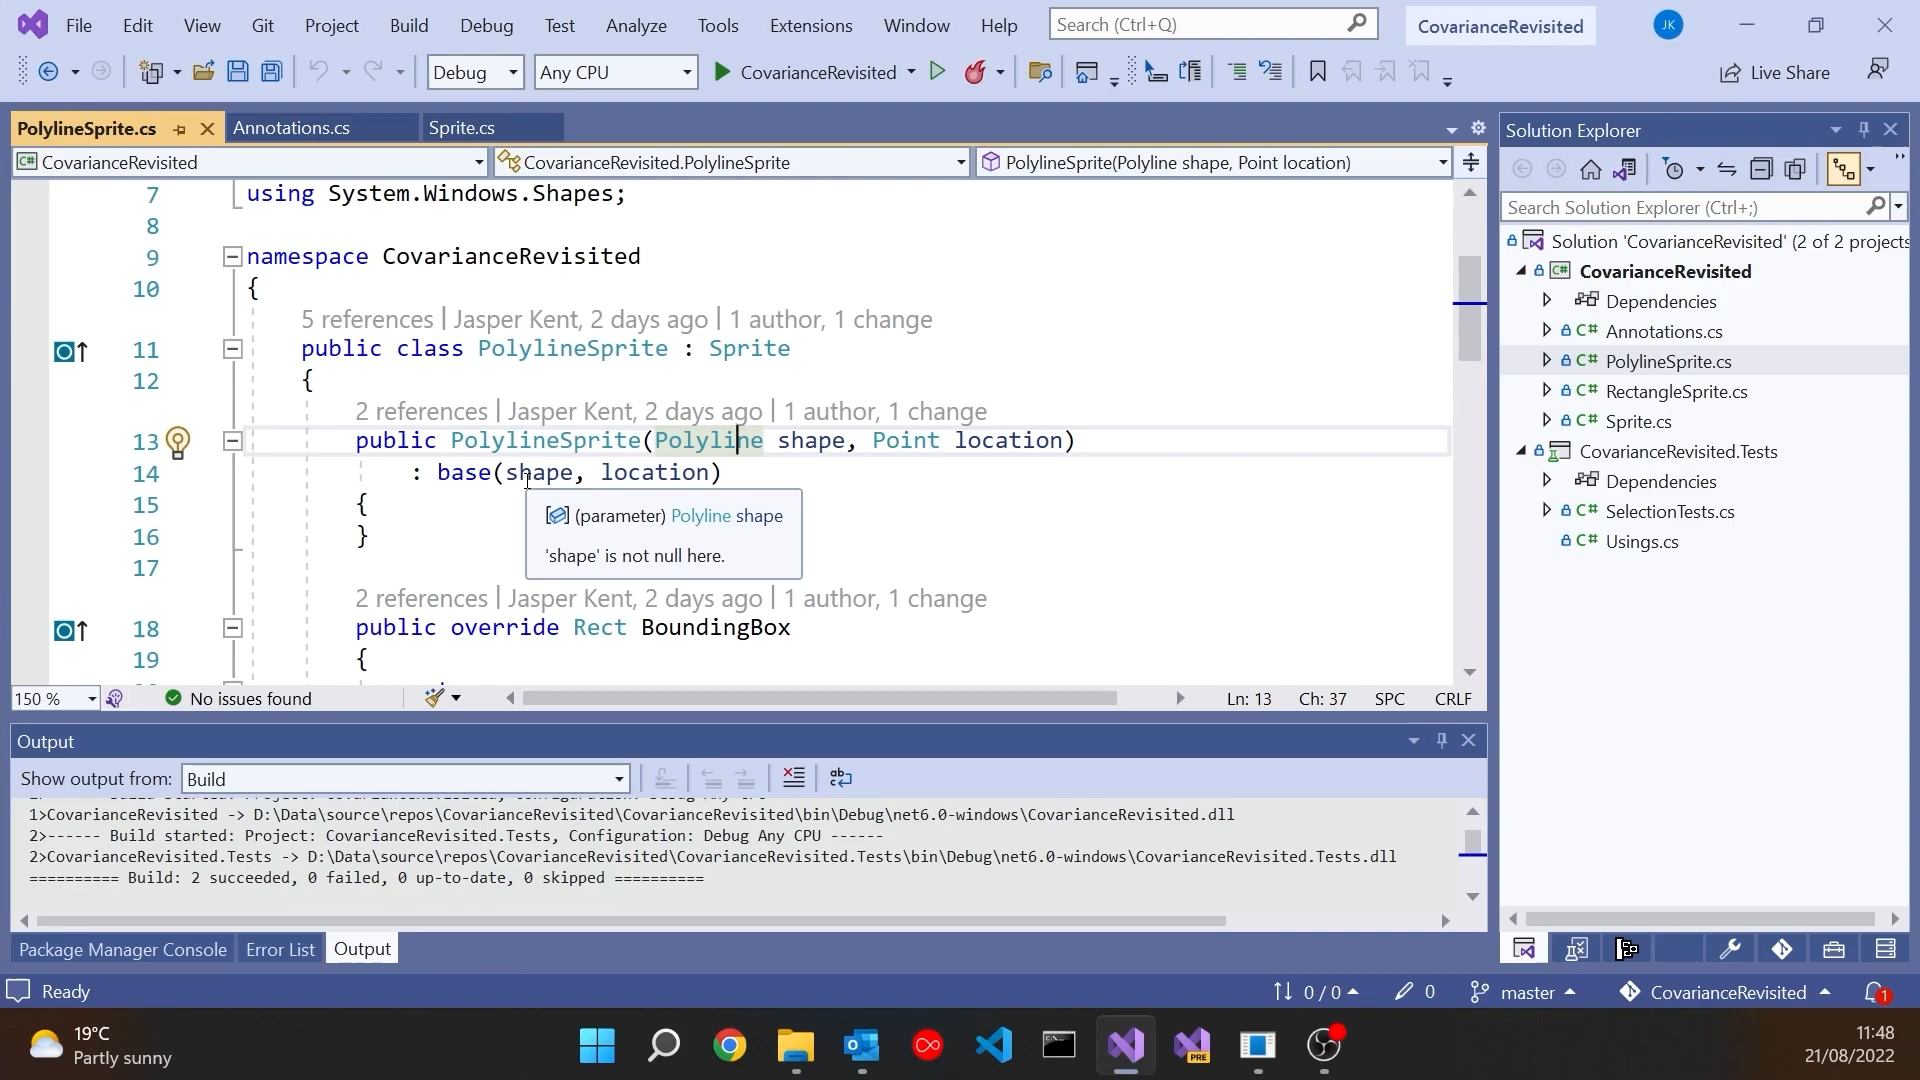 File Edit View Git Project Build Debug Test Analyze Tools Extensions Window Help Search (Ctrl+Q) CovarianceRevisited JK
Debug Any CPU CovarianceRevisited Live Share
PolylineSprite.cs Annotations.cs Sprite.cs
CovarianceRevisited CovarianceRevisited.PolylineSprite PolylineSprite(Polyline shape, Point location)
7 using System.Windows.Shapes;
8
9 namespace CovarianceRevisited
10 {
5 references | Jasper Kent, 2 days ago | 1 author, 1 change
11 public class PolylineSprite : Sprite
12 {
2 references | Jasper Kent, 2 days ago | 1 author, 1 change
13 public PolylineSprite(Polyline shape, Point location)
14 : base(shape, location)
15 {
16 }
17
(parameter) Polyline shape
'shape' is not null here.
2 references | Jasper Kent, 2 days ago | 1 author, 1 change
18 public override Rect BoundingBox
19 {
150 % No issues found Ln: 13 Ch: 37 SPC CRLF
Output
Show output from: Build
1>CovarianceRevisited -> D:\Data\source\repos\CovarianceRevisited\CovarianceRevisited\bin\Debug\net6.0-windows\CovarianceRevisited.dll
2>------ Build started: Project: CovarianceRevisited.Tests, Configuration: Debug Any CPU ------
2>CovarianceRevisited.Tests -> D:\Data\source\repos\CovarianceRevisited\CovarianceRevisited.Tests\bin\Debug\net6.0-windows\CovarianceRevisited.Tests.dll
========== Build: 2 succeeded, 0 failed, 0 up-to-date, 0 skipped ==========
Package Manager Console Error List Output
Solution Explorer
Search Solution Explorer (Ctrl+;)
Solution 'CovarianceRevisited' (2 of 2 projects
C# CovarianceRevisited
Dependencies
C# Annotations.cs
C# PolylineSprite.cs
C# RectangleSprite.cs
C# Sprite.cs
CovarianceRevisited.Tests
Dependencies
C# SelectionTests.cs
C# Usings.cs
Ready 0 / 0 0 master CovarianceRevisited 1
19°C
Partly sunny
PRE
11:48
21/08/2022